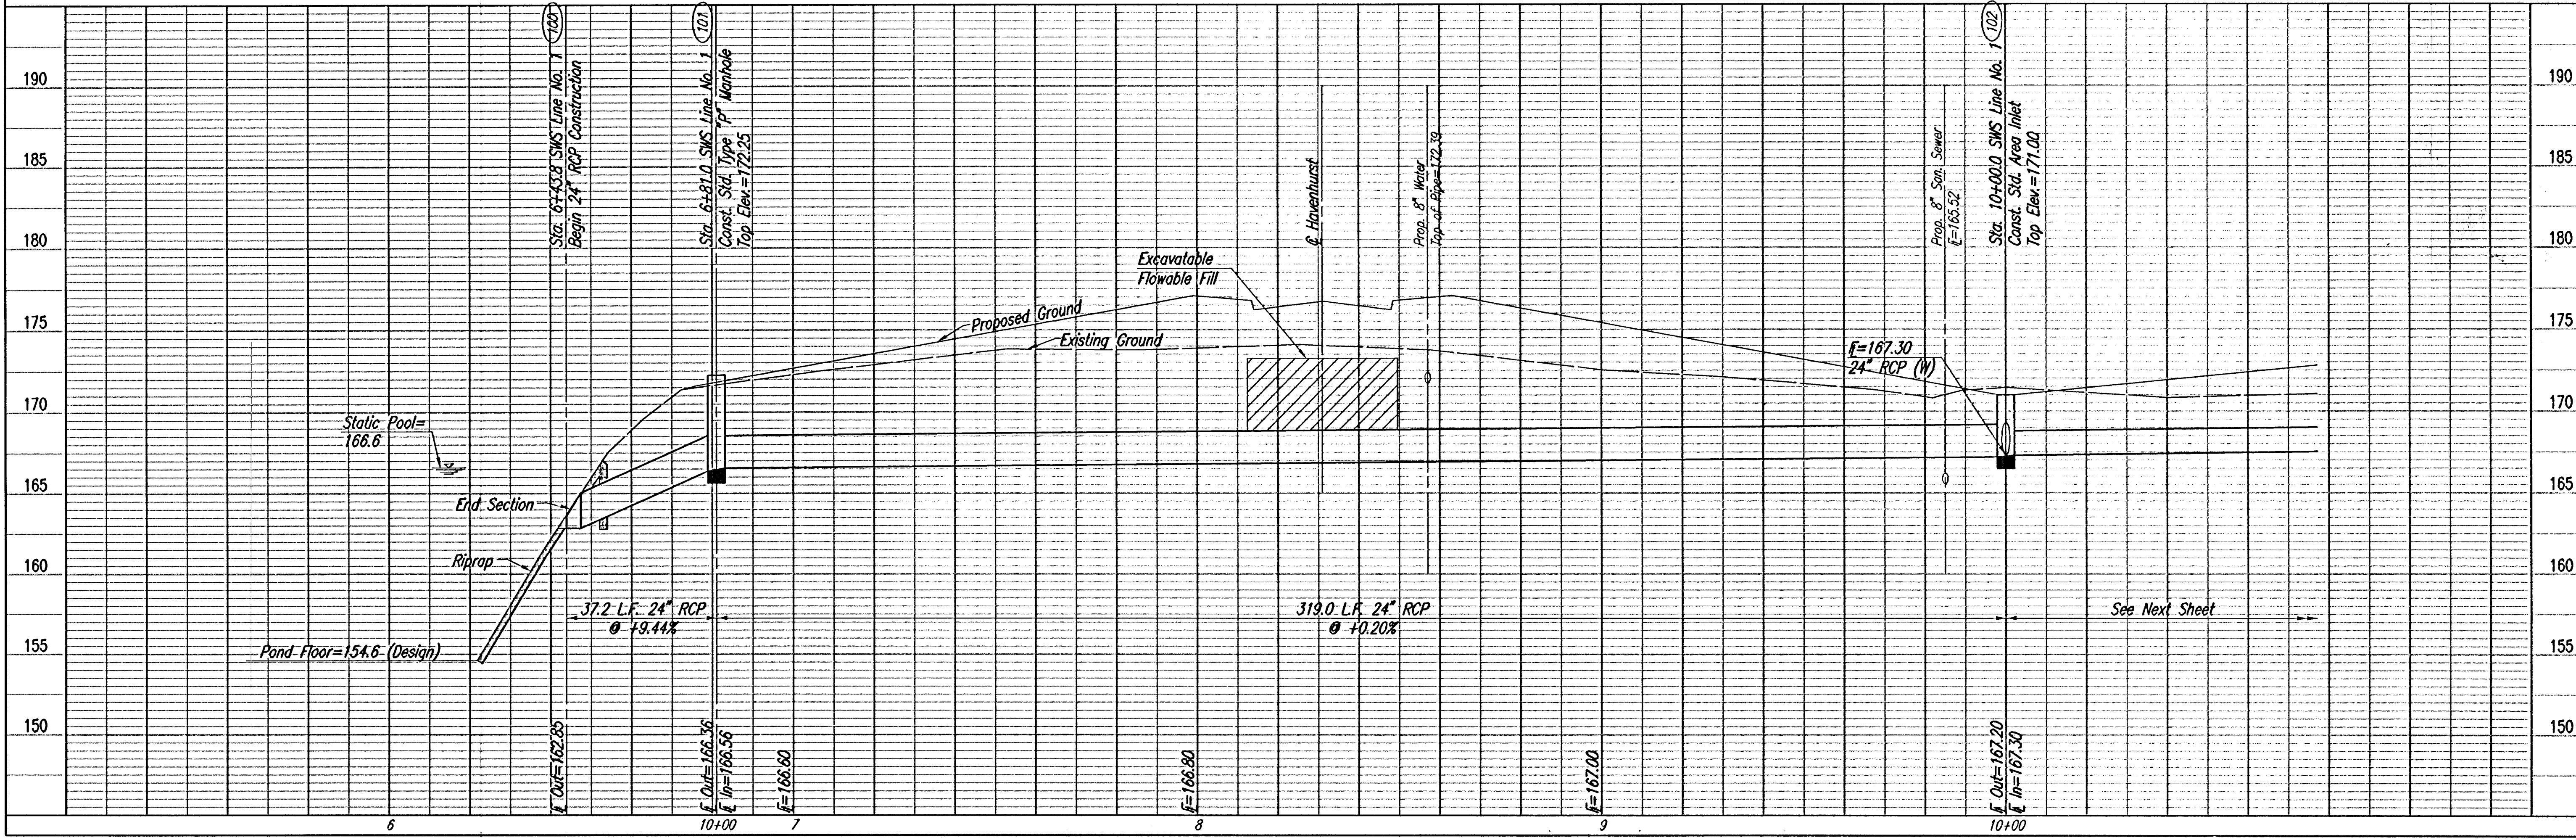 100
Sta. 6+43.8 SWS Line No. 1
Begin 24" RCP Construction
101
Sta. 6+81.0 SWS Line No. 1
Const. Std. Type "P" Manhole
Top Elev.=172.25
102
Sta. 10+00.0 SWS Line No. 1
Const. Std. Area Inlet
Top Elev.=171.00
190
190
185
185
180
180
175
175
170
170
165
165
160
160
155
155
150
150
℄ Havenhurst
Prop. 8" Water
Top of Pipe=172.39
Prop. 8" San. Sewer
=165.52
Excavatable
Flowable Fill
Proposed Ground
Existing Ground
=167.30
24" RCP (W)
Static Pool=
166.6
End Section
Riprap
Pond Floor=154.6 (Design)
37.2 L.F. 24" RCP
@ +9.44%
319.0 L.F. 24" RCP
@ +0.20%
See Next Sheet
Out=162.85
Out=166.36
In=166.56
=166.60
=166.80
=167.00
Out=167.20
In=167.30
6
10+00
7
8
9
10+00